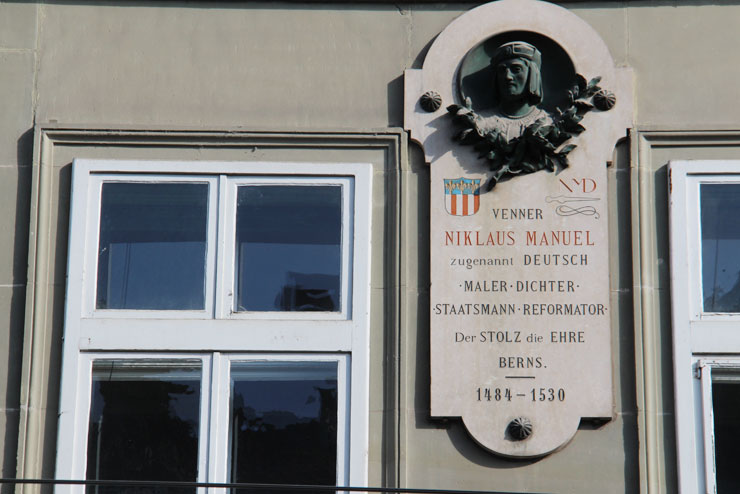 NMD
VENNER
NIKLAUS MANUEL
zugenannt DEUTSCH
·MALER·DICHTER·
·STAATSMANN·REFORMATOR·
Der STOLZ die EHRE
BERNS.
1484–1530